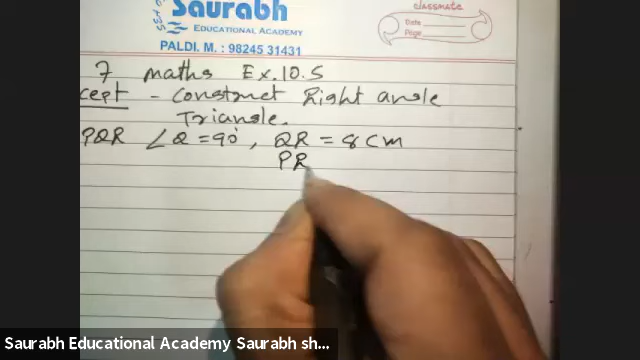 Saurabh
Educational Academy
PALDI. M. : 98245 31431
classmate
Date
Page
7 maths Ex.10.5
cept - Construct Right angle
Triangle.
PQR ∠Q = 90°, QR = 8 cm
PR
Saurabh Educational Academy Saurabh sh...